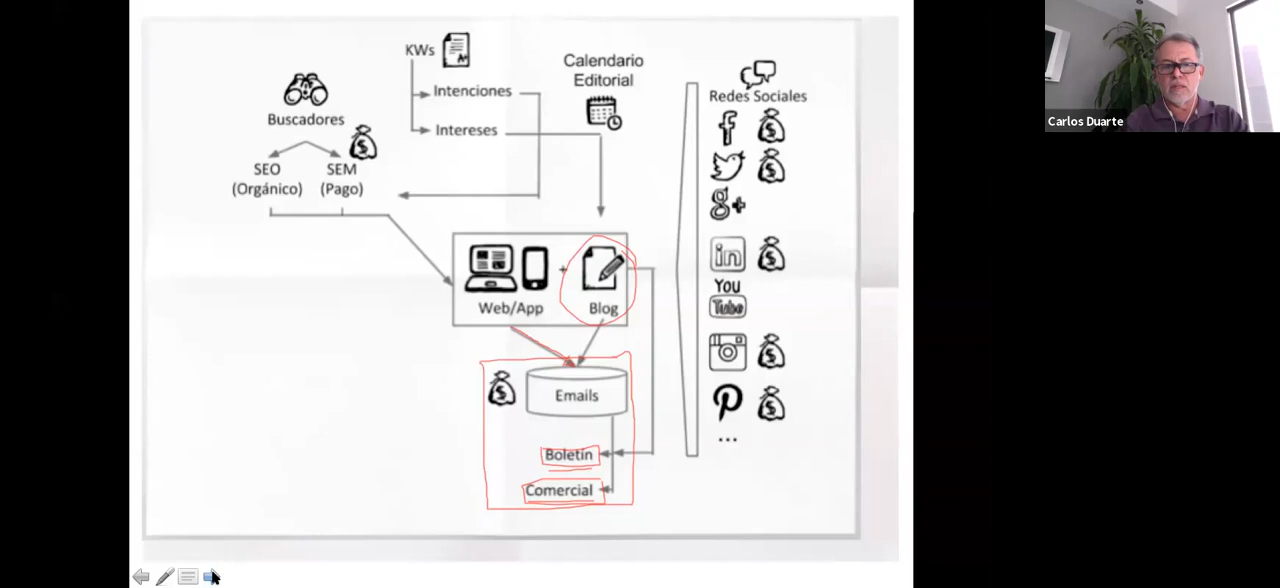 KWs
Intenciones
Intereses
Calendario
Editorial
Buscadores
SEO
(Orgánico)
SEM
(Pago)
Web/App
+
Blog
Emails
Boletín
Comercial
Redes Sociales
f
g+
in
You
Tube
...
Carlos Duarte
A+
$
$
$
$
$
$
$